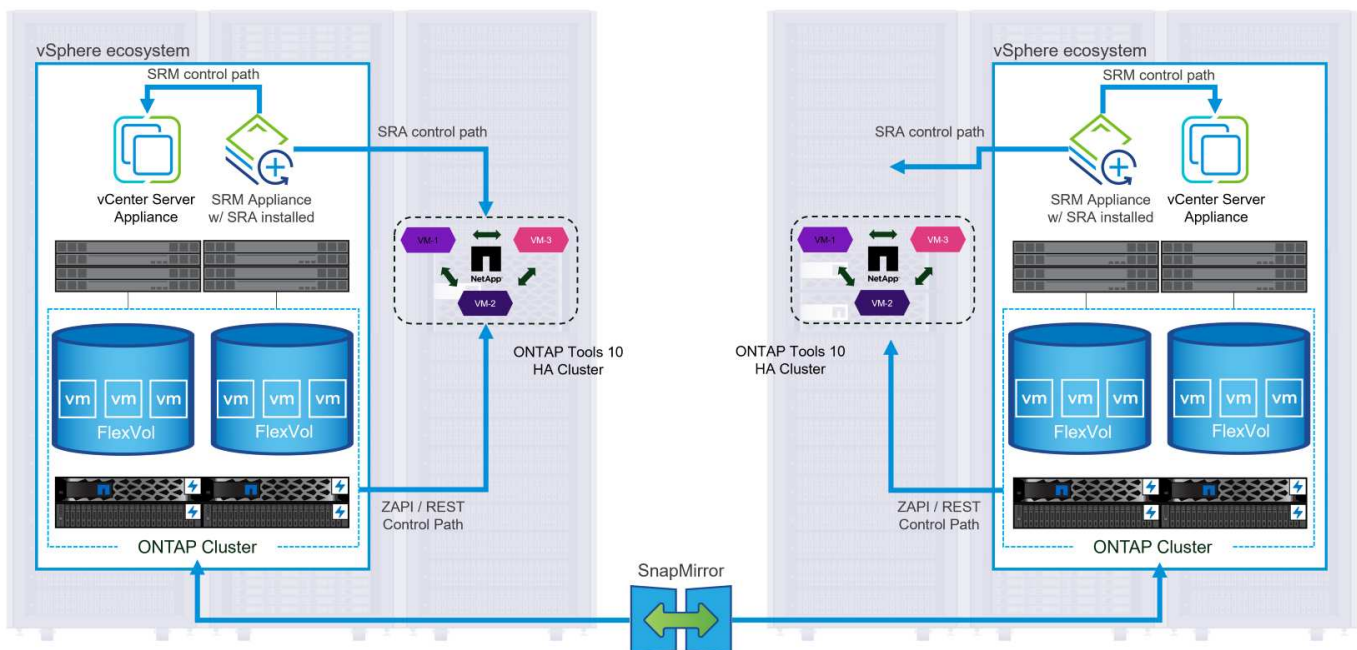 vSphere ecosystem
SRM control path
vCenter Server
Appliance
SRM Appliance
w/ SRA installed
SRA control path
VM-1
VM-3
NetApp
VM-2
ONTAP Tools 10
HA Cluster
vm vm vm
FlexVol
vm vm vm
FlexVol
ZAPI / REST
Control Path
ONTAP Cluster
SnapMirror
vSphere ecosystem
SRM control path
SRA control path
SRM Appliance
w/ SRA installed
vCenter Server
Appliance
VM-1
VM-3
NetApp
VM-2
ONTAP Tools 10
HA Cluster
vm vm vm
FlexVol
vm vm vm
FlexVol
ZAPI / REST
Control Path
ONTAP Cluster